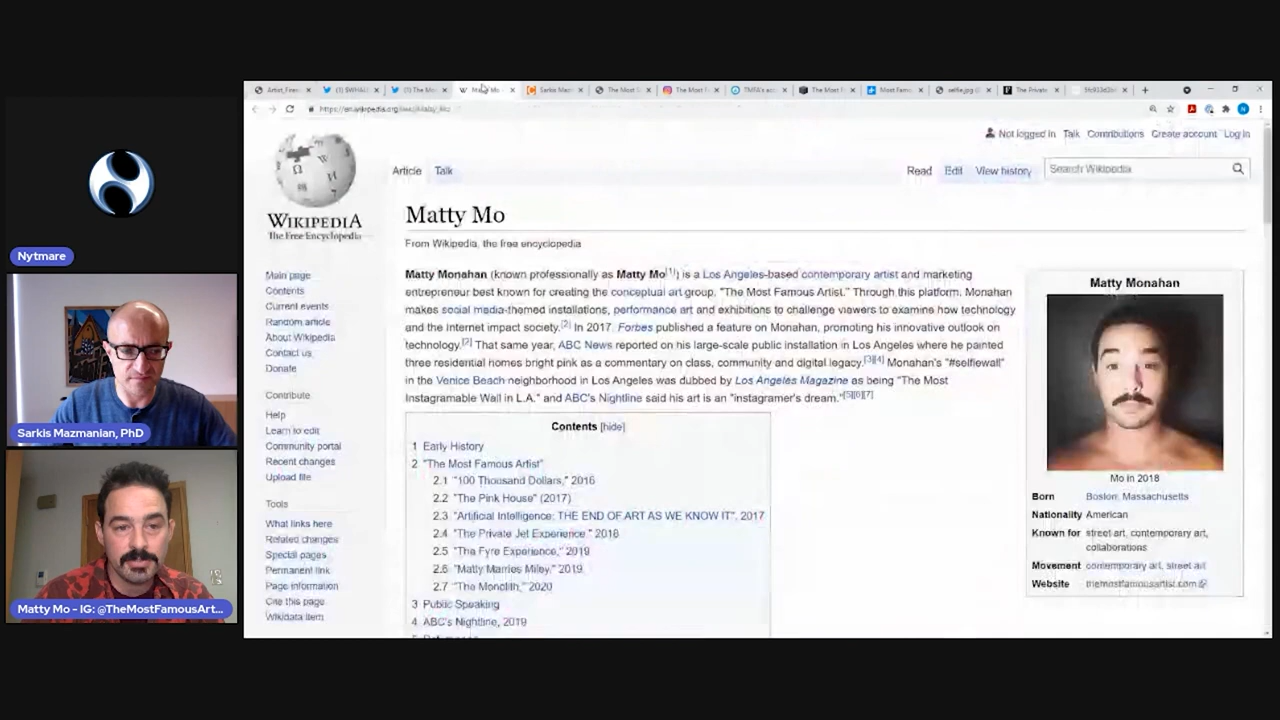 Nytmare
Sarkis Mazmanian, PhD
Matty Mo - IG: @TheMostFamousArt...
Not logged in Talk Contributions Create account Log in
Article Talk
Read Edit View history
Search Wikipedia
WIKIPEDIA
The Free Encyclopedia
Main page
Contents
Current events
Random article
About Wikipedia
Contact us
Donate
Contribute
Help
Learn to edit
Community portal
Recent changes
Upload file
Tools
What links here
Related changes
Special pages
Permanent link
Page information
Cite this page
Wikidata item
Matty Mo
From Wikipedia, the free encyclopedia
Matty Monahan (known professionally as Matty Mo[1]) is a Los Angeles-based contemporary artist and marketing
entrepreneur best known for creating the conceptual art group, "The Most Famous Artist." Through this platform, Monahan
makes social media-themed installations, performance art and exhibitions to challenge viewers to examine how technology
and the Internet impact society.[2] In 2017, Forbes published a feature on Monahan, promoting his innovative outlook on
technology.[2] That same year, ABC News reported on his large-scale public installation in Los Angeles where he painted
three residential homes bright pink as a commentary on class, community and digital legacy.[3][4] Monahan's "#selfiewall"
in the Venice Beach neighborhood in Los Angeles was dubbed by Los Angeles Magazine as being "The Most
Instagramable Wall in L.A." and ABC's Nightline said his art is an "instagramer's dream."[5][6][7]
Contents [hide]
1 Early History
2 "The Most Famous Artist"
2.1 "100 Thousand Dollars," 2016
2.2 "The Pink House" (2017)
2.3 "Artificial Intelligence: THE END OF ART AS WE KNOW IT", 2017
2.4 "The Private Jet Experience," 2018
2.5 "The Fyre Experience," 2019
2.6 "Matty Marries Miley," 2019
2.7 "The Monolith," 2020
3 Public Speaking
4 ABC's Nightline, 2019
Matty Monahan
Mo in 2018
Born Boston, Massachusetts
Nationality American
Known for street art, contemporary art,
collaborations
Movement contemporary art, street art
Website themostfamousartist.com